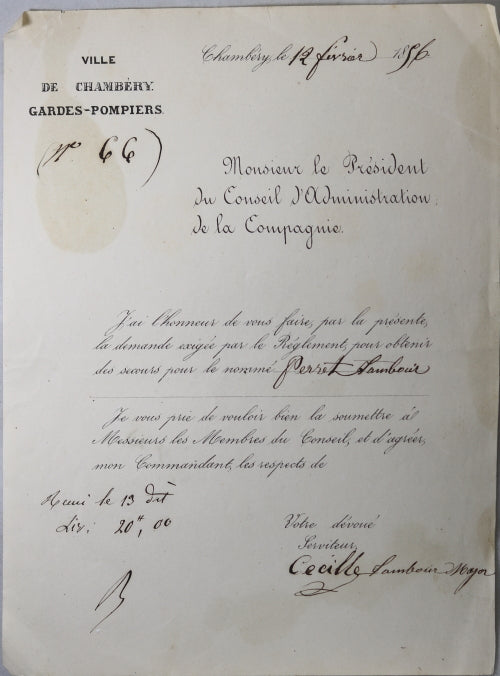 VILLE
DE CHAMBÉRY.
GARDES-POMPIERS.
(N° 66)
Chambéry, le 12 février 1856
Monsieur le Président
du Conseil d'Administration,
de la Compagnie.
J'ai l'honneur de vous faire, par la présente,
la demande exigée par le Réglement, pour obtenir
des secours pour le nommé Perret Tambour
Je vous prie de vouloir bien la soumettre à
Messieurs les Membres du Conseil, et d'agréer,
mon Commandant, les respects de
le 13 dit
Liv: 20", 00
Votre dévoué
Serviteur,
Cecille Tambour Major